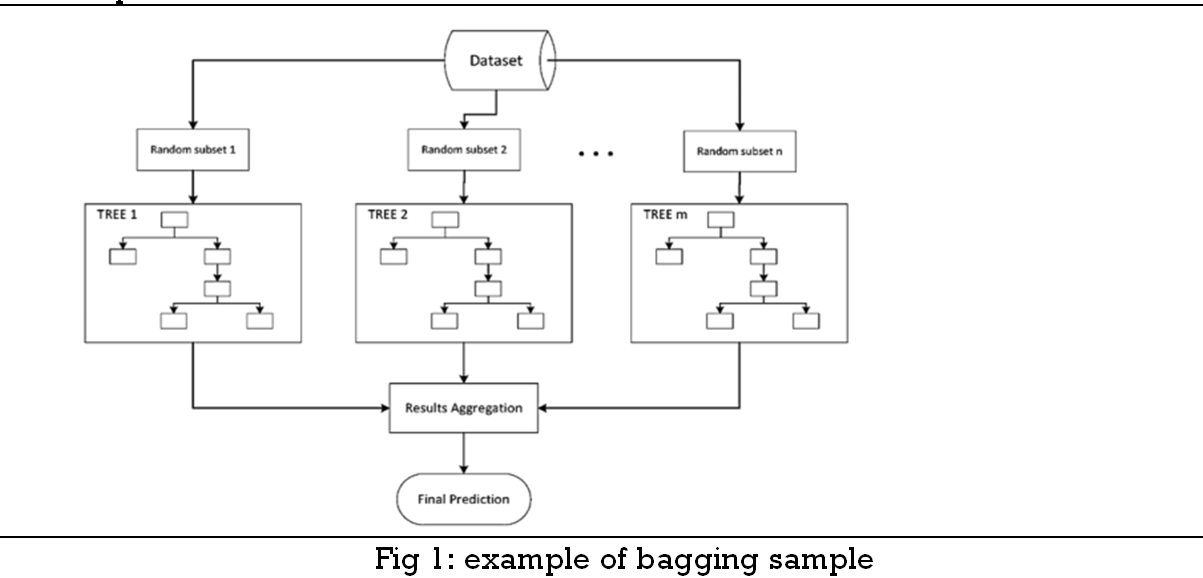 Dataset
Random subset 1
Random subset 2
...
Random subset n
TREE 1
TREE 2
TREE m
Results Aggregation
Final Prediction
Fig 1: example of bagging sample